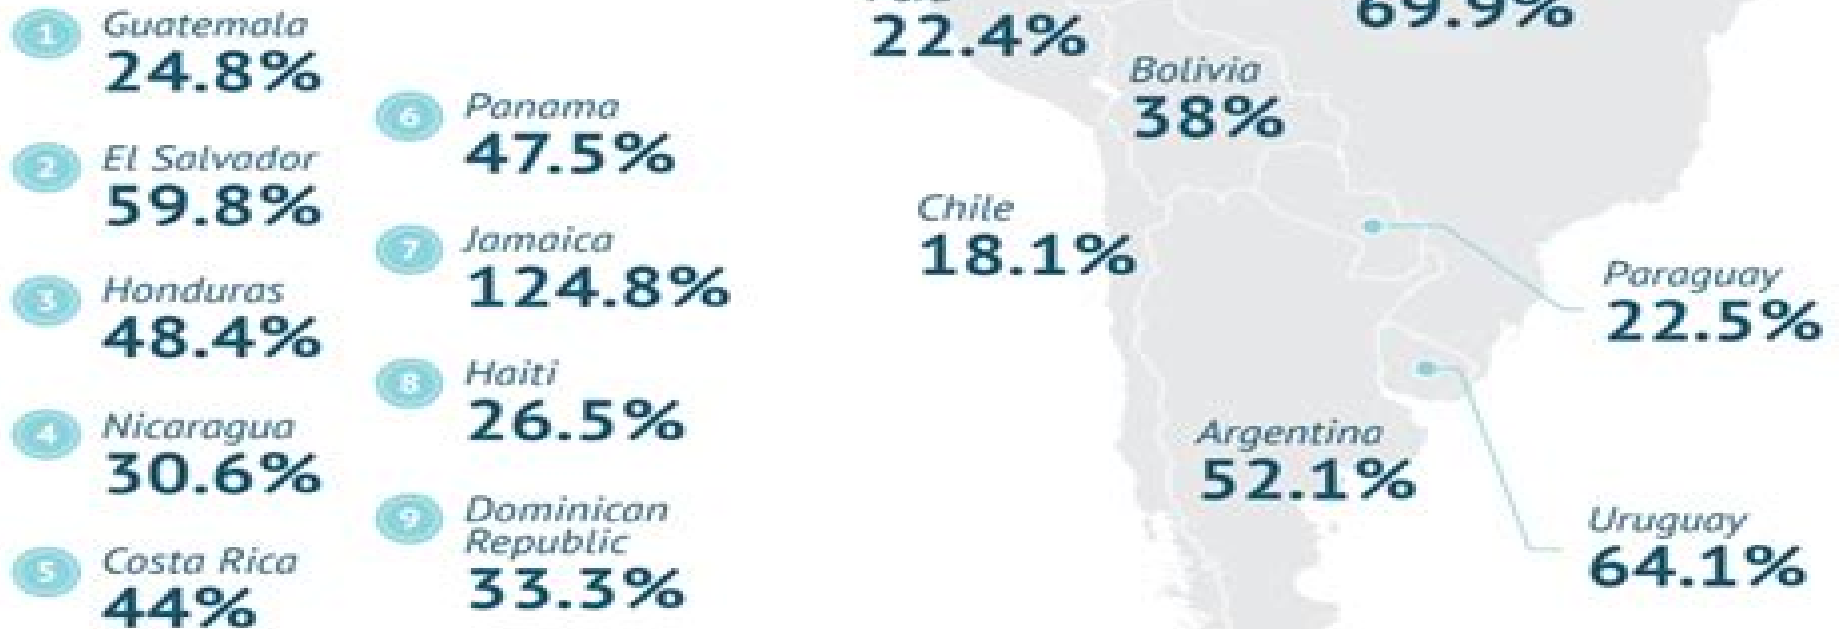 1 Guatemala
24.8%
2 El Salvador
59.8%
3 Honduras
48.4%
4 Nicaragua
30.6%
5 Costa Rica
44%
6 Panama
47.5%
7 Jamaica
124.8%
8 Haiti
26.5%
9 Dominican
Republic
33.3%
22.4%
69.9%
Bolivia
38%
Chile
18.1%
Paraguay
22.5%
Argentina
52.1%
Uruguay
64.1%